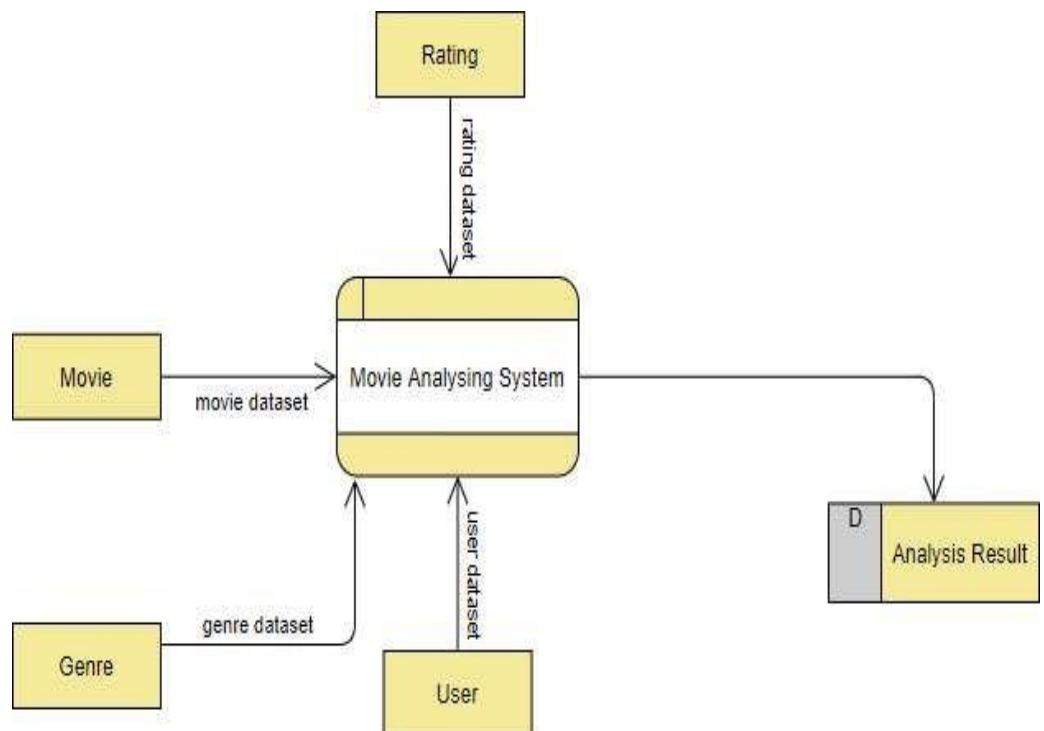 Rating
rating dataset
Movie
movie dataset
Movie Analysing System
D
Analysis Result
user dataset
genre dataset
Genre
User